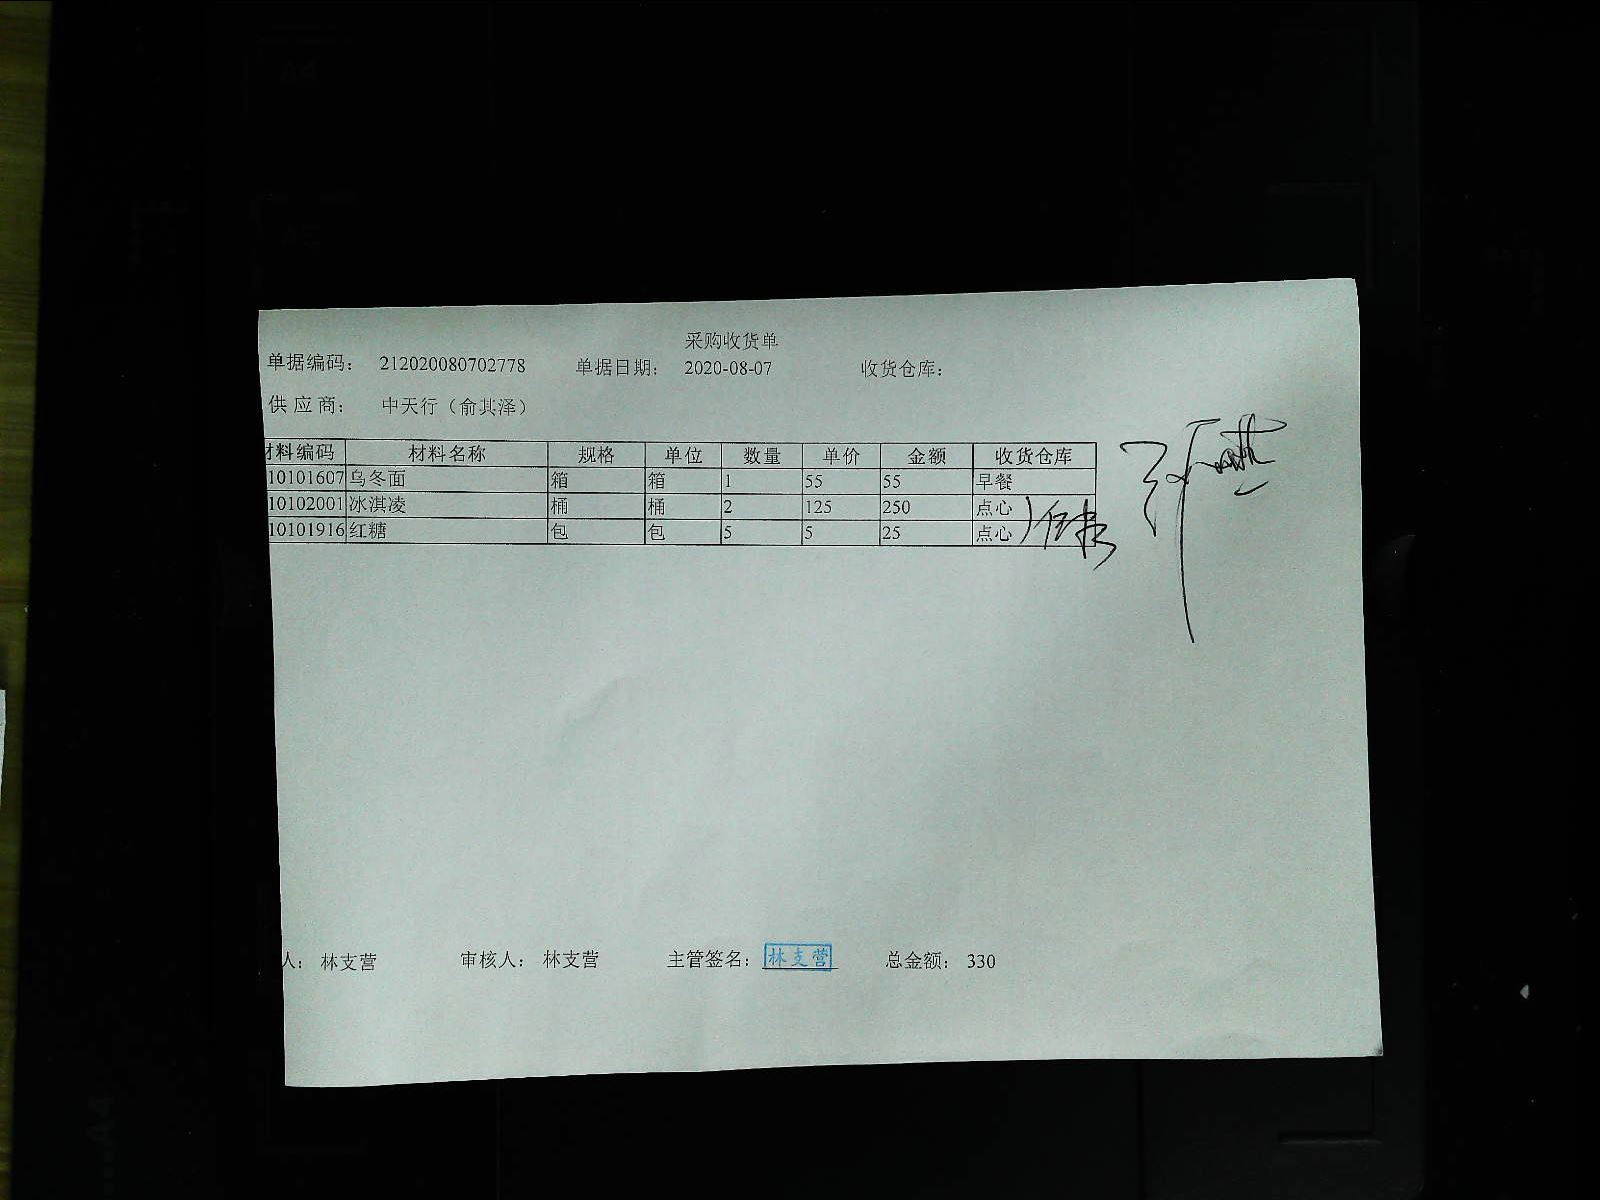 采购收货单
单据编码： 212020080702778 单据日期： 2020-08-07 收货仓库：
供应商： 中天行（俞其泽）
材料编码 材料名称 规格 单位 数量 单价 金额 收货仓库
10101607 乌冬面 箱 箱 1 55 55 早餐
10102001 冰淇凌 桶 桶 2 125 250 点心
10101916 红糖 包 包 5 5 25 点心
人： 林支营 审核人： 林支营 主管签名： 林支营 总金额： 330